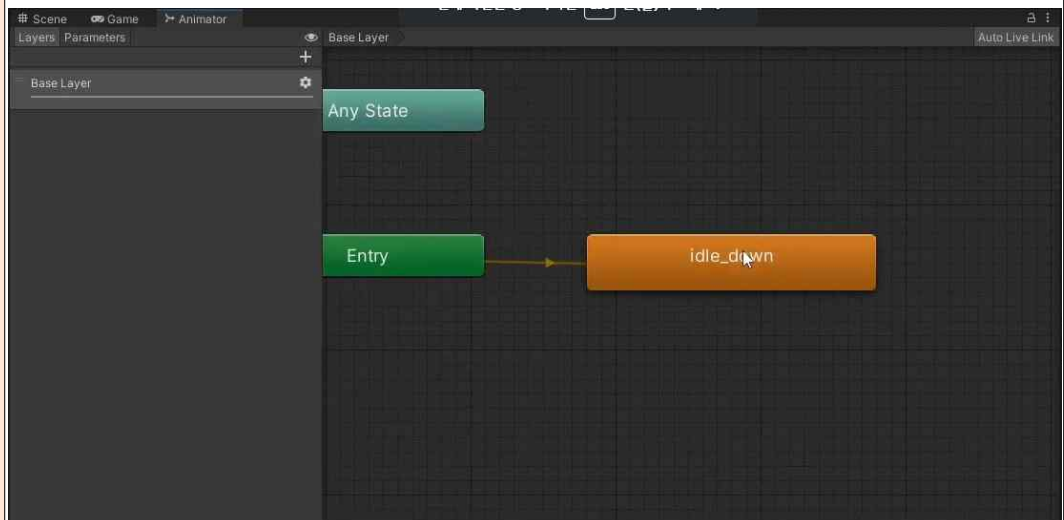 Scene Game Animator
Layers Parameters Base Layer Auto Live Link
Base Layer
Any State
Entry
idle_down